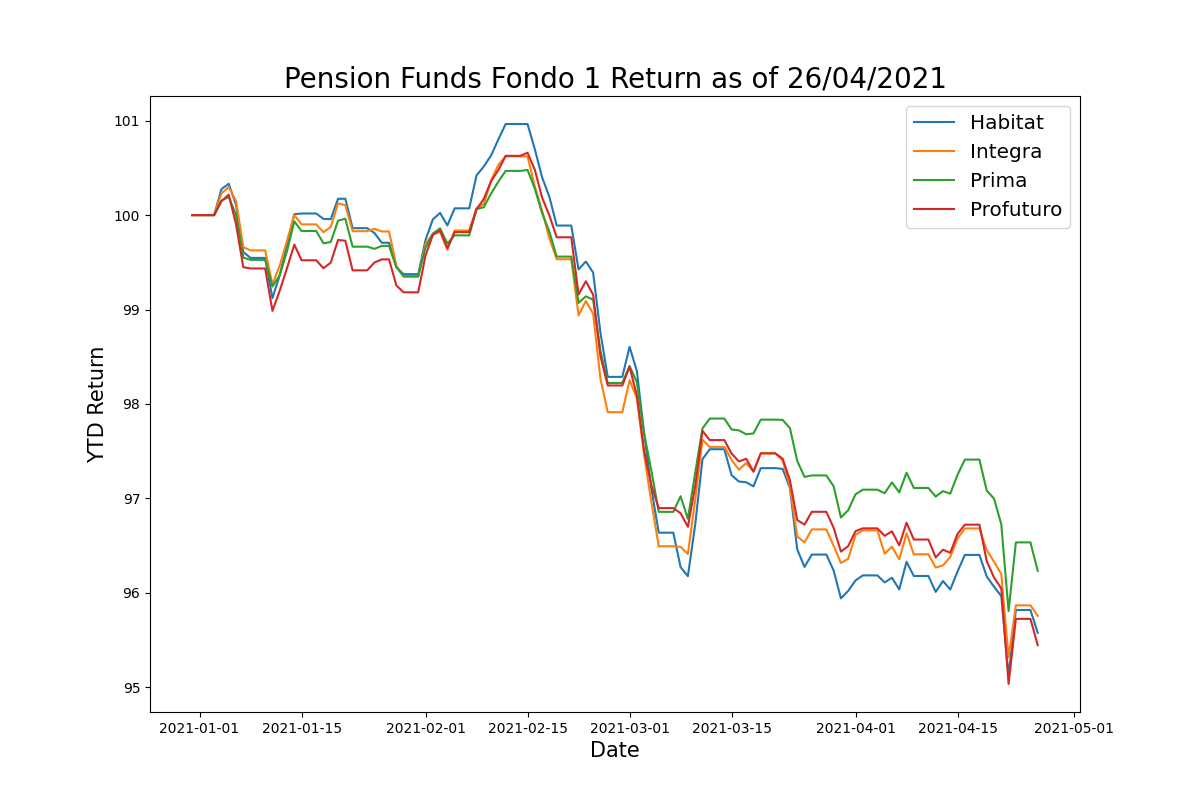 Pension Funds Fondo 1 Return as of 26/04/2021
Habitat
Integra
Prima
Profuturo
YTD Return
101
100
99
98
97
96
95
2021-01-01 2021-01-15 2021-02-01 2021-02-15 2021-03-01 2021-03-15 2021-04-01 2021-04-15 2021-05-01
Date